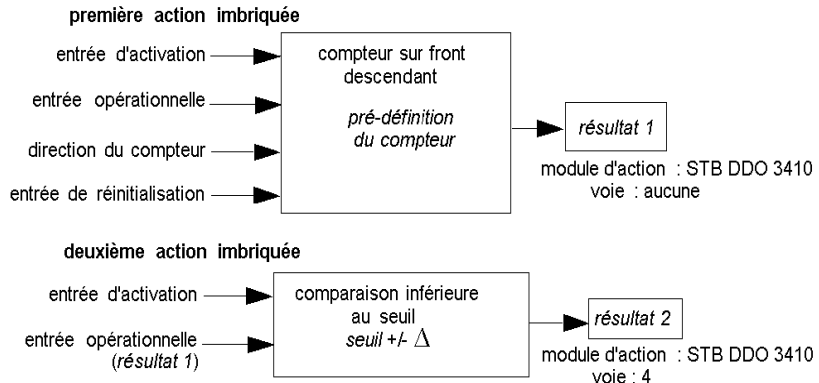 première action imbriquée
entrée d'activation
entrée opérationnelle
direction du compteur
entrée de réinitialisation
compteur sur front
descendant
pré-définition
du compteur
résultat 1
module d'action : STB DDO 3410
voie : aucune
deuxième action imbriquée
entrée d'activation
entrée opérationnelle
(résultat 1)
comparaison inférieure
au seuil
seuil +/- Δ
résultat 2
module d'action : STB DDO 3410
voie : 4